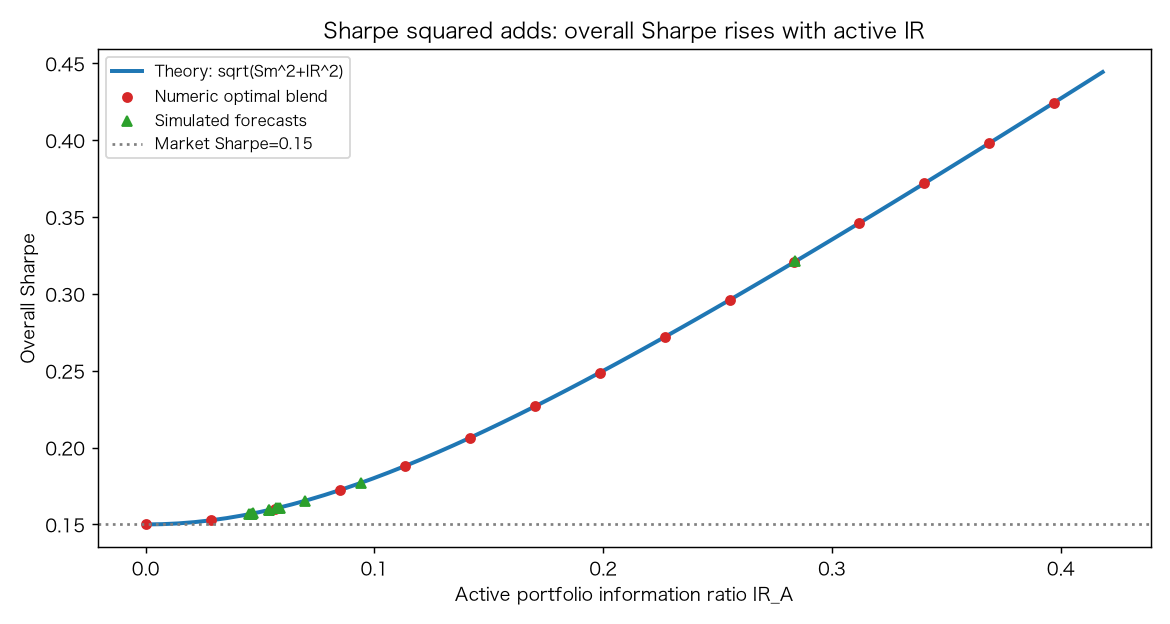 Sharpe squared adds: overall Sharpe rises with active IR
Theory: sqrt(Sm^2+IR^2)
Numeric optimal blend
Simulated forecasts
Market Sharpe=0.15
Overall Sharpe
0.45
0.40
0.35
0.30
0.25
0.20
0.15
0.0
0.1
0.2
0.3
0.4
Active portfolio information ratio IR_A